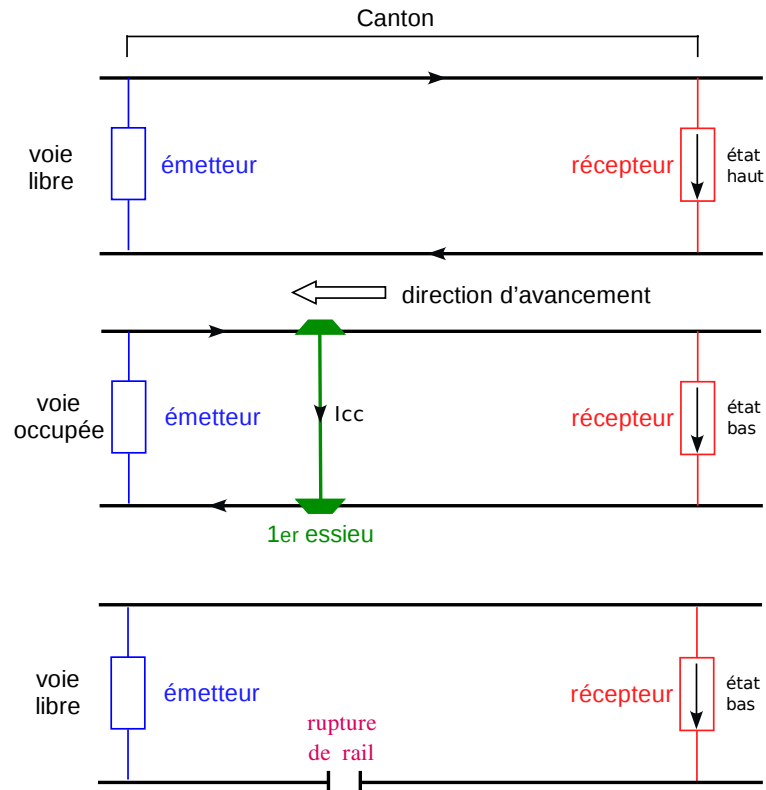 Canton
voie
libre
émetteur
récepteur
état
haut
direction d'avancement
voie
occupée
émetteur
Icc
récepteur
état
bas
1er essieu
voie
libre
émetteur
récepteur
état
bas
rupture
de rail